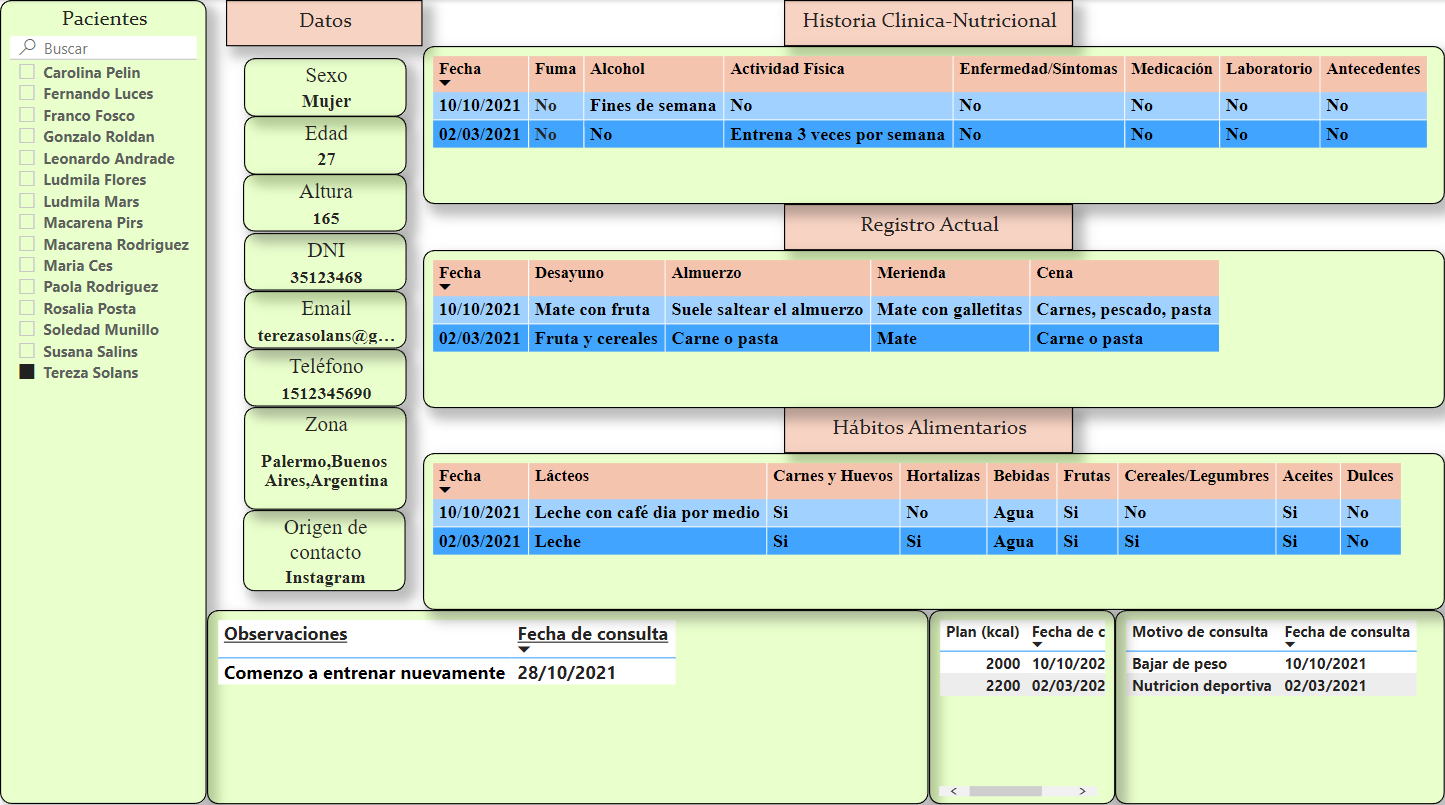 Pacientes
Buscar
Carolina Pelin
Fernando Luces
Franco Fosco
Gonzalo Roldan
Leonardo Andrade
Ludmila Flores
Ludmila Mars
Macarena Pirs
Macarena Rodriguez
Maria Ces
Paola Rodriguez
Rosalia Posta
Soledad Munillo
Susana Salins
Tereza Solans
Datos
Sexo
Mujer
Edad
27
Altura
165
DNI
35123468
Email
terezasolans@g...
Teléfono
1512345690
Zona
Palermo,Buenos
Aires,Argentina
Origen de
contacto
Instagram
Historia Clinica-Nutricional
Fecha Fuma Alcohol Actividad Física Enfermedad/Síntomas Medicación Laboratorio Antecedentes
10/10/2021 No Fines de semana No No No No No
02/03/2021 No No Entrena 3 veces por semana No No No No
Registro Actual
Fecha Desayuno Almuerzo Merienda Cena
10/10/2021 Mate con fruta Suele saltear el almuerzo Mate con galletitas Carnes, pescado, pasta
02/03/2021 Fruta y cereales Carne o pasta Mate Carne o pasta
Hábitos Alimentarios
Fecha Lácteos Carnes y Huevos Hortalizas Bebidas Frutas Cereales/Legumbres Aceites Dulces
10/10/2021 Leche con café dia por medio Si No Agua Si No Si No
02/03/2021 Leche Si Si Agua Si Si Si No
Observaciones Fecha de consulta
Comenzo a entrenar nuevamente 28/10/2021
Plan (kcal) Fecha de c
2000 10/10/202
2200 02/03/202
Motivo de consulta Fecha de consulta
Bajar de peso 10/10/2021
Nutricion deportiva 02/03/2021